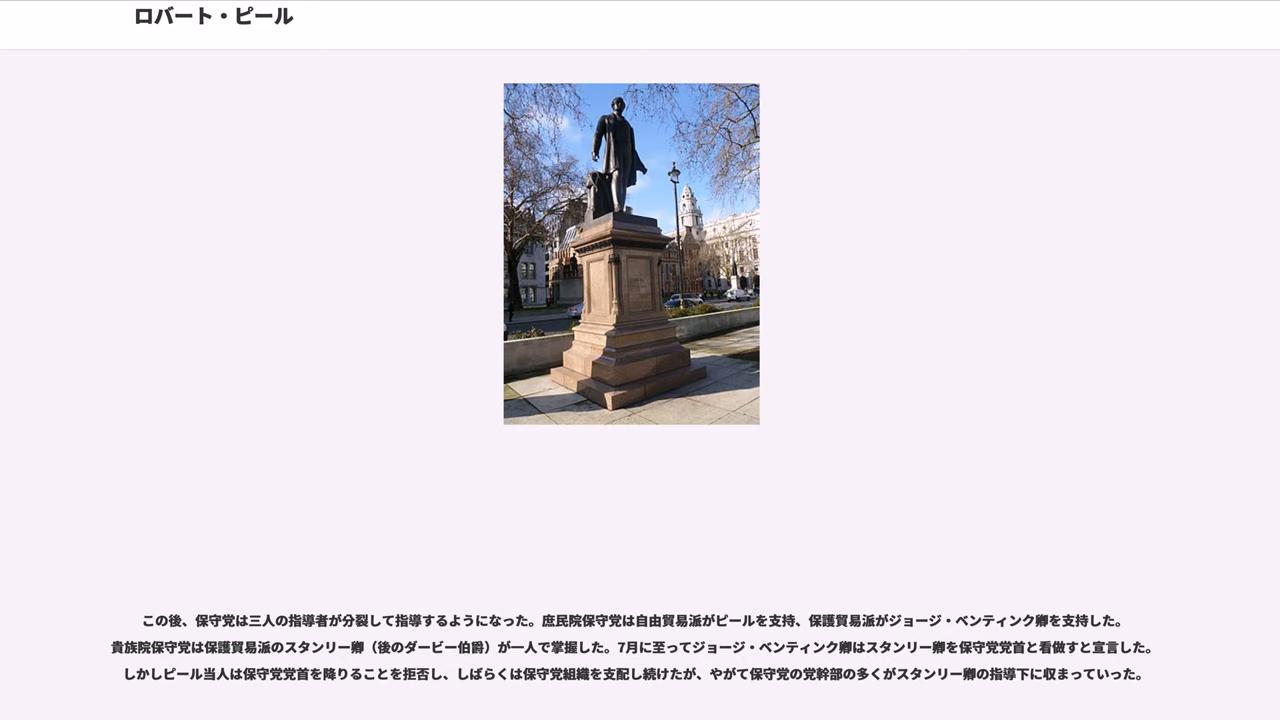 ロバート・ピール
この後、保守党は三人の指導者が分裂して指導するようになった。庶民院保守党は自由貿易派がピールを支持、保護貿易派がジョージ・ベンティンク卿を支持した。
貴族院保守党は保護貿易派のスタンリー卿（後のダービー伯爵）が一人で掌握した。7月に至ってジョージ・ベンティンク卿はスタンリー卿を保守党党首と看做すと宣言した。
しかしピール当人は保守党党首を降りることを拒否し、しばらくは保守党組織を支配し続けたが、やがて保守党の党幹部の多くがスタンリー卿の指導下に収まっていった。